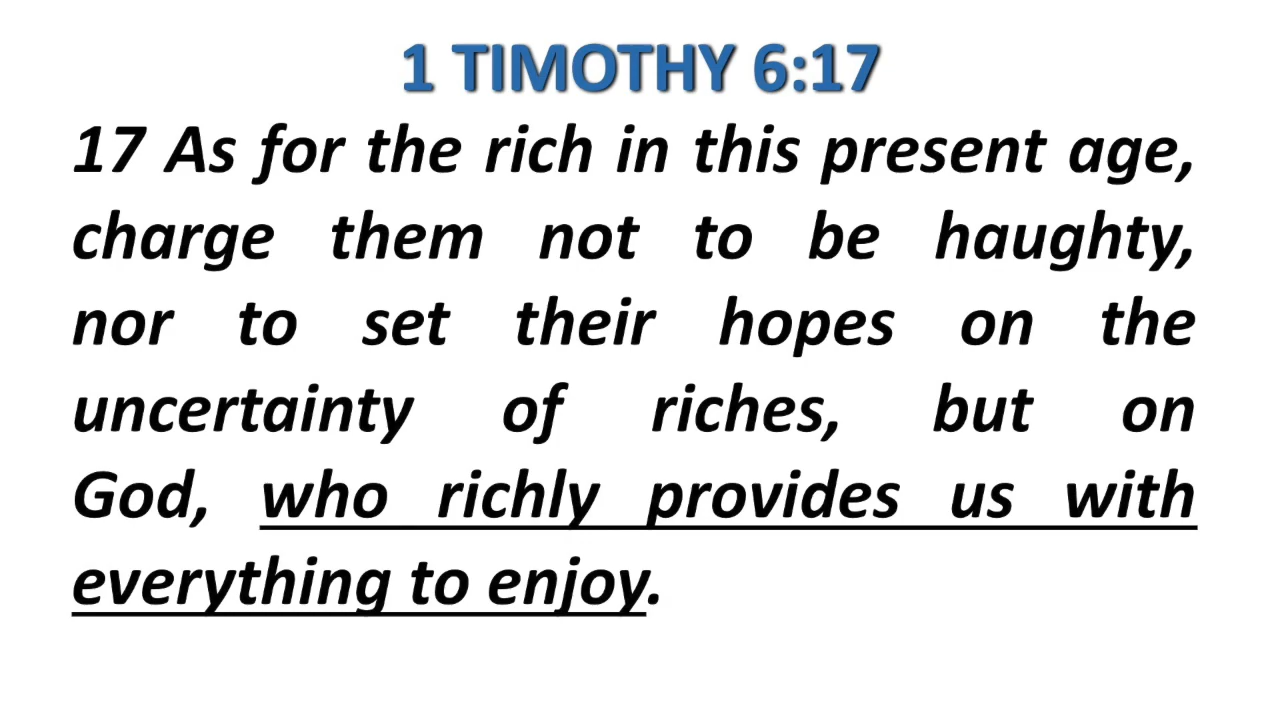 1 TIMOTHY 6:17
17 As for the rich in this present age,
charge them not to be haughty,
nor to set their hopes on the
uncertainty of riches, but on
God, who richly provides us with
everything to enjoy.